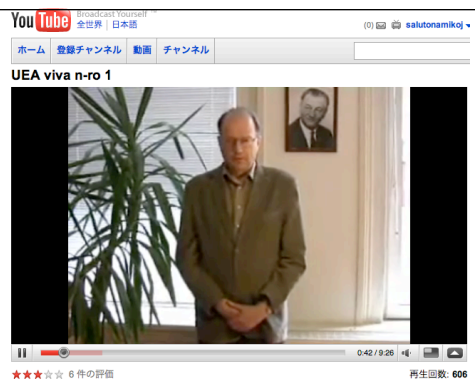 YouTube Broadcast Yourself ™
全世界 | 日本語
(0) salutonamikoj
ホーム 登録チャンネル 動画 チャンネル
UEA viva n-ro 1
0:42 / 9:26
6 件の評価
再生回数: 606